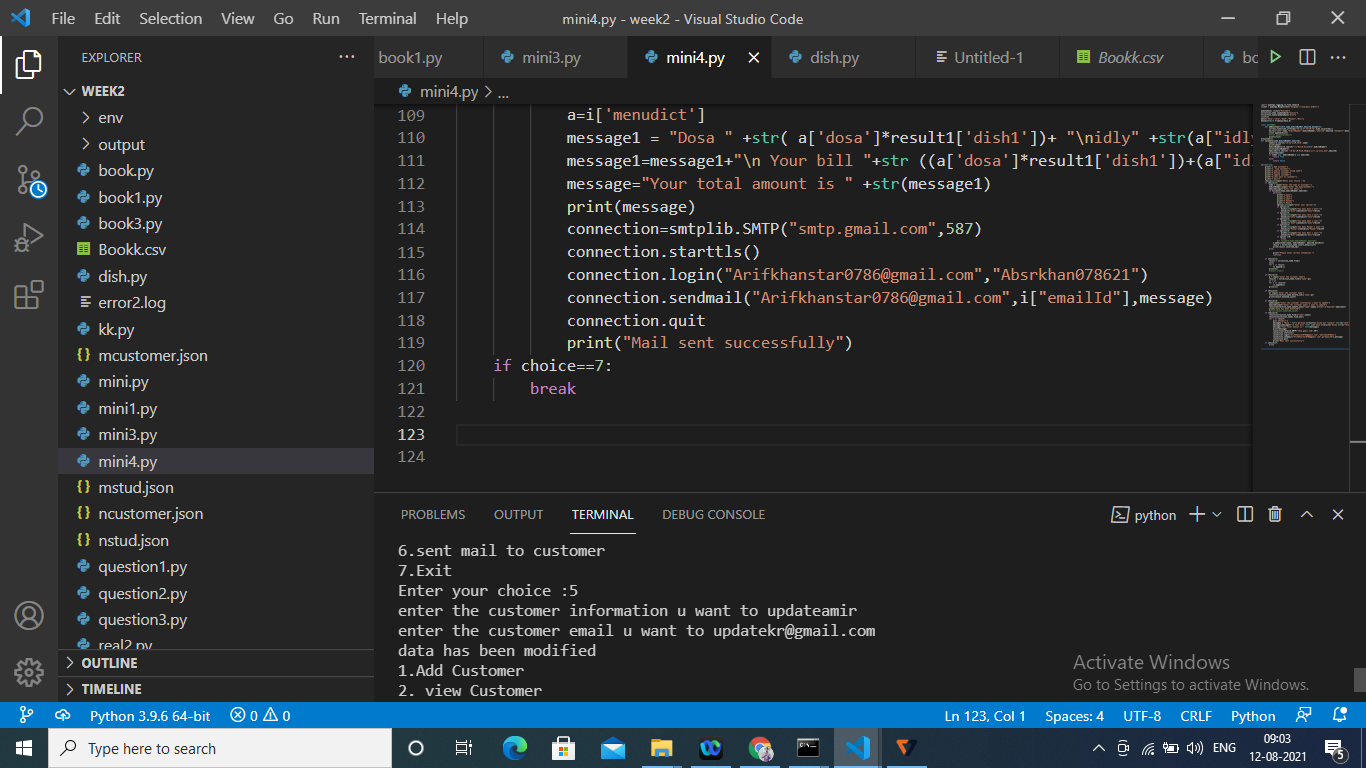 File Edit Selection View Go Run Terminal Help mini4.py - week2 - Visual Studio Code
EXPLORER
book1.py mini3.py mini4.py dish.py Untitled-1 Bookk.csv bo
WEEK2
mini4.py > ...
env
output
book.py
book1.py
book3.py
Bookk.csv
dish.py
error2.log
kk.py
mcustomer.json
mini.py
mini1.py
mini3.py
mini4.py
mstud.json
ncustomer.json
nstud.json
question1.py
question2.py
question3.py
real2.py
OUTLINE
TIMELINE
109 a=i['menudict']
110 message1 = "Dosa " +str( a['dosa']*result1['dish1'])+ "\nidly" +str(a["idly
111 message1=message1+"\n Your bill "+str ((a['dosa']*result1['dish1'])+(a["idl
112 message="Your total amount is " +str(message1)
113 print(message)
114 connection=smtplib.SMTP("smtp.gmail.com",587)
115 connection.starttls()
116 connection.login("Arifkhanstar0786@gmail.com","Absrkhan078621")
117 connection.sendmail("Arifkhanstar0786@gmail.com",i["emailId"],message)
118 connection.quit
119 print("Mail sent successfully")
120 if choice==7:
121 break
122
123
124
PROBLEMS OUTPUT TERMINAL DEBUG CONSOLE python
6.sent mail to customer
7.Exit
Enter your choice :5
enter the customer information u want to updateamir
enter the customer email u want to updatekr@gmail.com
data has been modified
1.Add Customer
2. view Customer
Activate Windows
Go to Settings to activate Windows.
Python 3.9.6 64-bit 0 0 Ln 123, Col 1 Spaces: 4 UTF-8 CRLF Python
Type here to search ENG 09:03
12-08-2021 5